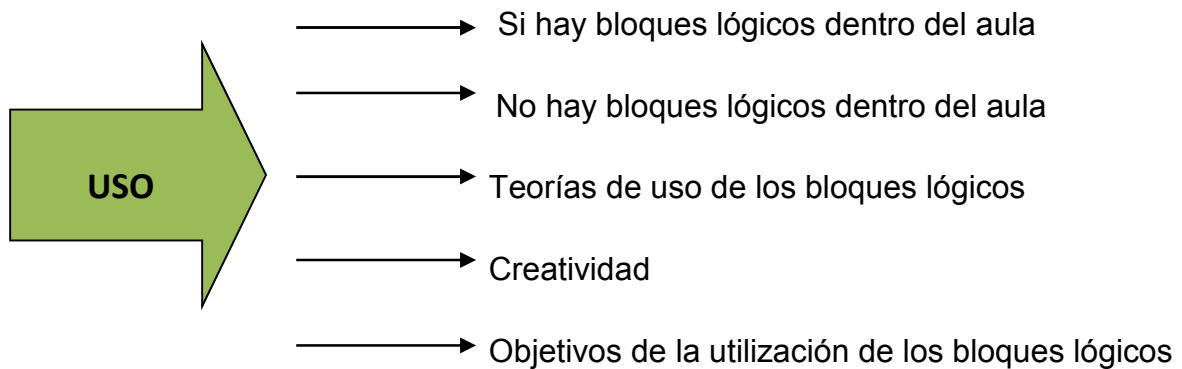 Si hay bloques lógicos dentro del aula
No hay bloques lógicos dentro del aula
USO
Teorías de uso de los bloques lógicos
Creatividad
Objetivos de la utilización de los bloques lógicos